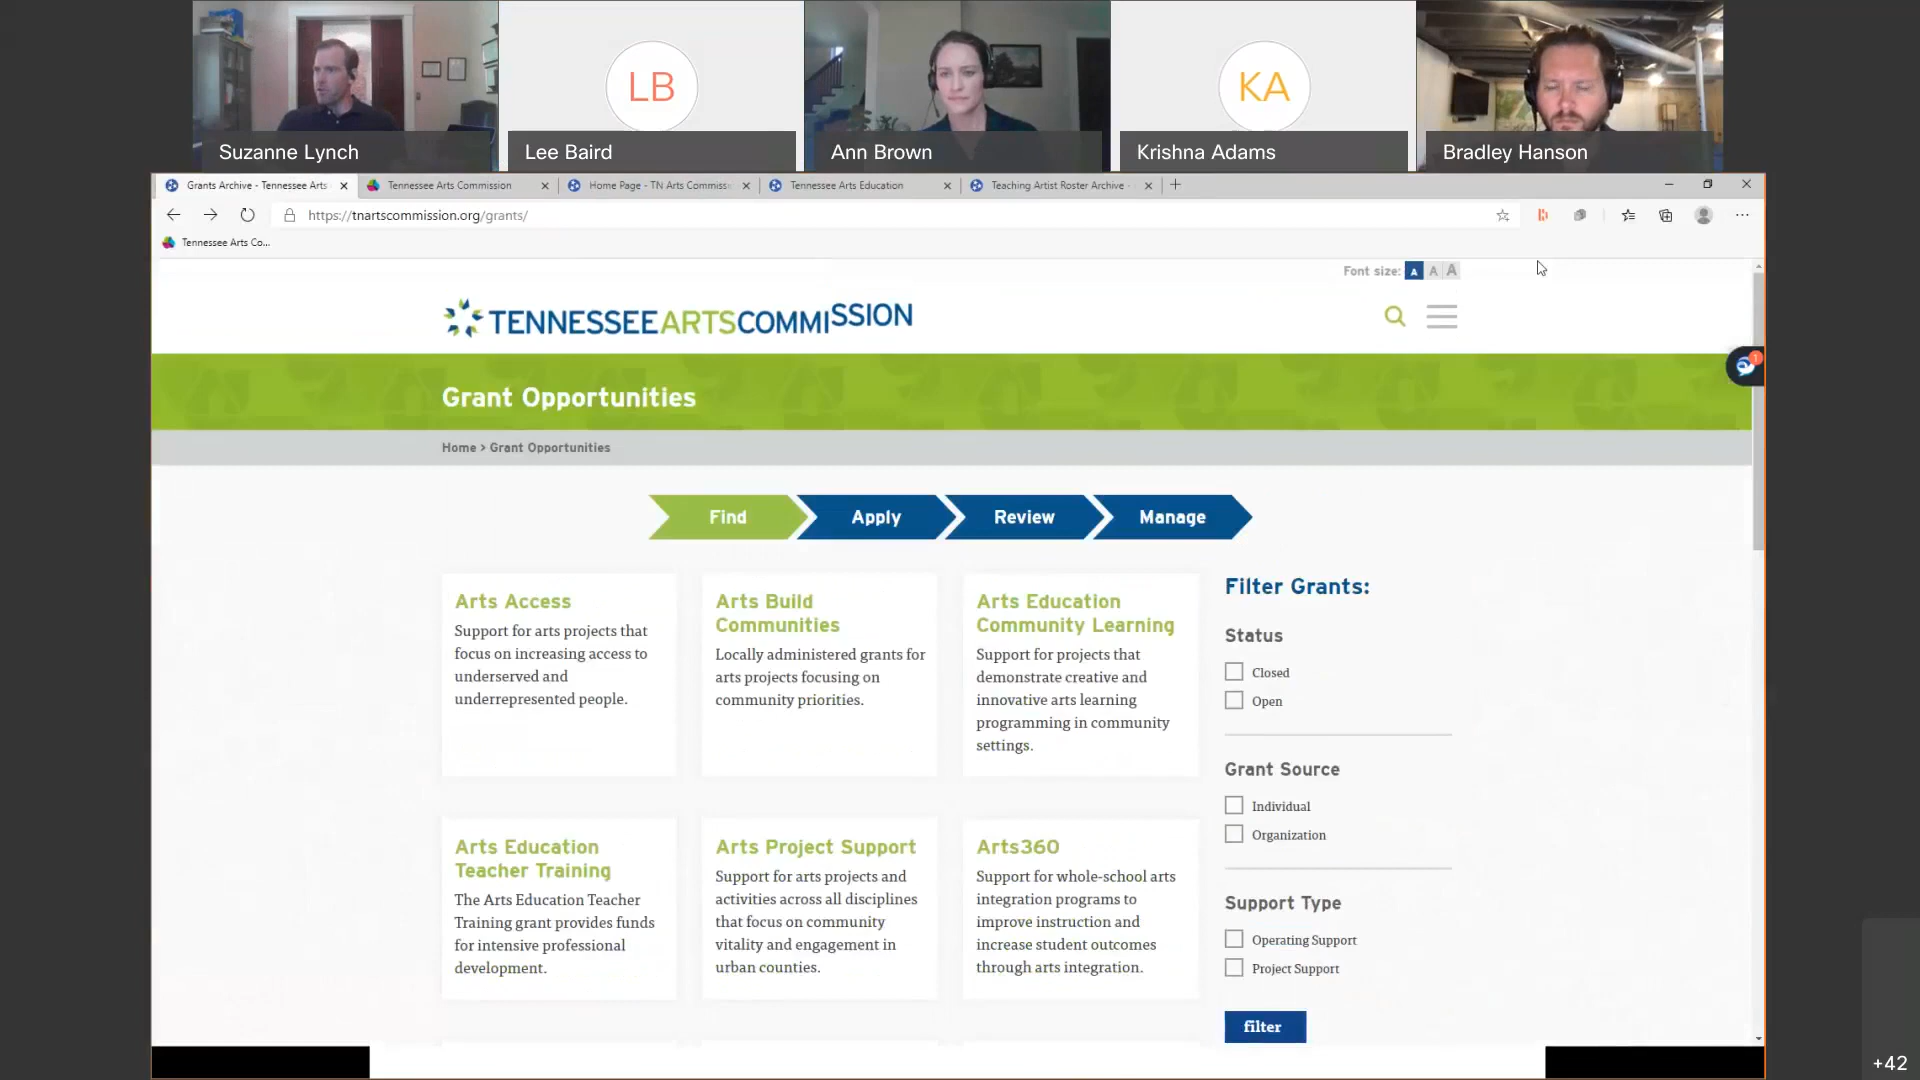 LB
KA
Suzanne Lynch
Lee Baird
Ann Brown
Krishna Adams
Bradley Hanson
Grants Archive - Tennessee Arts
Tennessee Arts Commission
Home Page - TN Arts Commiss
Tennessee Arts Education
Teaching Artist Roster Archive -
https://tnartscommission.org/grants/
Tennessee Arts Co...
Font size: A A A
TENNESSEEARTSCOMMISSION
1
Grant Opportunities
Home > Grant Opportunities
Find
Apply
Review
Manage
Arts Access
Support for arts projects that
focus on increasing access to
underserved and
underrepresented people.
Arts Build
Communities
Locally administered grants for
arts projects focusing on
community priorities.
Arts Education
Community Learning
Support for projects that
demonstrate creative and
innovative arts learning
programming in community
settings.
Arts Education
Teacher Training
The Arts Education Teacher
Training grant provides funds
for intensive professional
development.
Arts Project Support
Support for arts projects and
activities across all disciplines
that focus on community
vitality and engagement in
urban counties.
Arts360
Support for whole-school arts
integration programs to
improve instruction and
increase student outcomes
through arts integration.
Filter Grants:
Status
Closed
Open
Grant Source
Individual
Organization
Support Type
Operating Support
Project Support
filter
+42